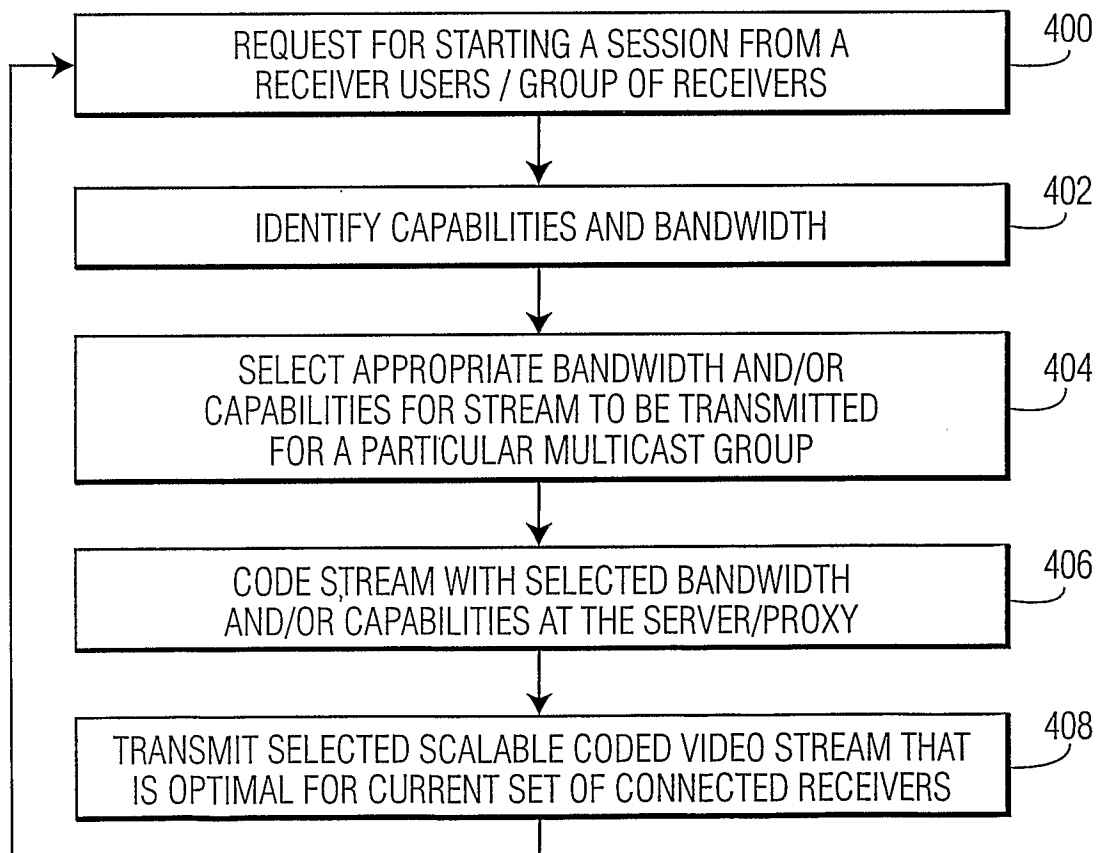 REQUEST FOR STARTING A SESSION FROM A
RECEIVER USERS / GROUP OF RECEIVERS
400
IDENTIFY CAPABILITIES AND BANDWIDTH
402
SELECT APPROPRIATE BANDWIDTH AND/OR
CAPABILITIES FOR STREAM TO BE TRANSMITTED
FOR A PARTICULAR MULTICAST GROUP
404
CODE STREAM WITH SELECTED BANDWIDTH
AND/OR CAPABILITIES AT THE SERVER/PROXY
406
TRANSMIT SELECTED SCALABLE CODED VIDEO STREAM THAT
IS OPTIMAL FOR CURRENT SET OF CONNECTED RECEIVERS
408